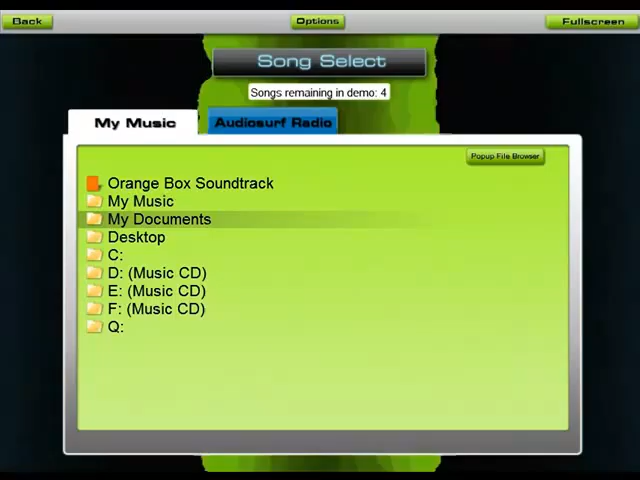 Back
Options
Fullscreen
Song Select
Songs remaining in demo: 4
My Music
Audiosurf Radio
Popup File Browser
Orange Box Soundtrack
My Music
My Documents
Desktop
C:
D: (Music CD)
E: (Music CD)
F: (Music CD)
Q: